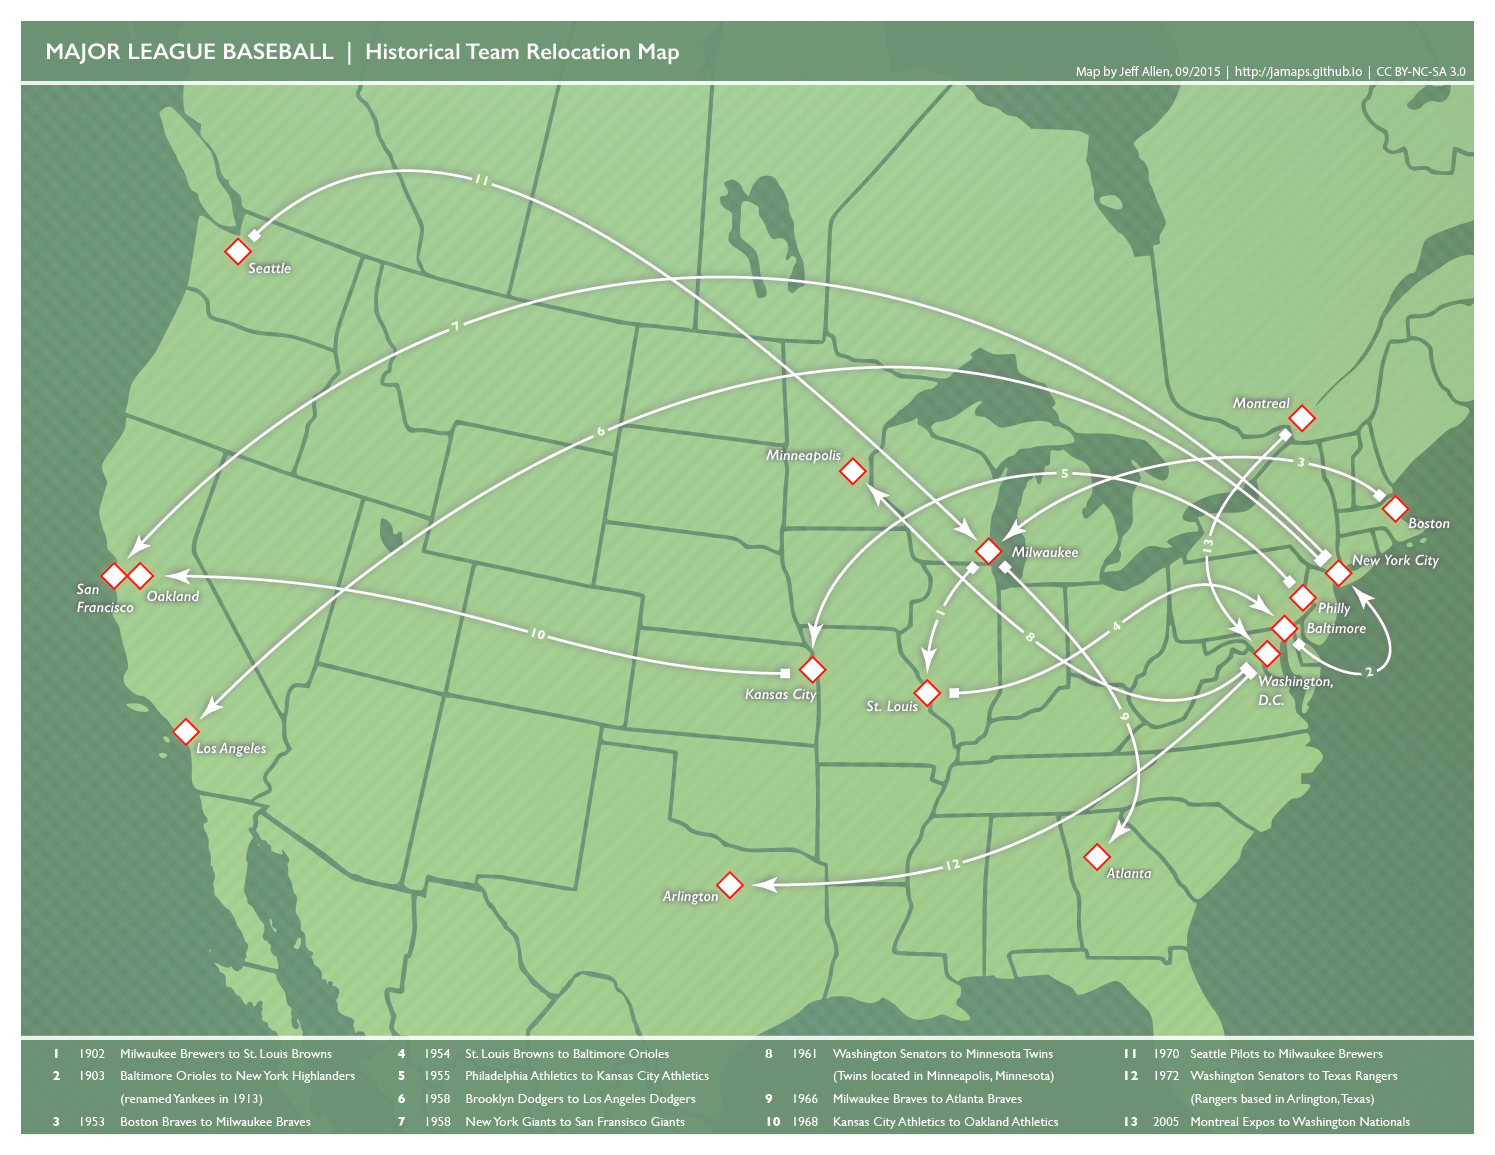 MAJOR LEAGUE BASEBALL | Historical Team Relocation Map
Map by Jeff Allen, 09/2015 | http://jamaps.github.io | CC BY-NC-SA 3.0
11
Seattle
7
6
Montreal
Minneapolis
3
5
Boston
13
Milwaukee
New York City
San
Francisco
Oakland
Philly
1
4
Baltimore
10
8
2
Kansas City
Washington,
D.C.
St. Louis
9
Los Angeles
12
Atlanta
Arlington
1 1902 Milwaukee Brewers to St. Louis Browns
2 1903 Baltimore Orioles to New York Highlanders
(renamed Yankees in 1913)
3 1953 Boston Braves to Milwaukee Braves
4 1954 St. Louis Browns to Baltimore Orioles
5 1955 Philadelphia Athletics to Kansas City Athletics
6 1958 Brooklyn Dodgers to Los Angeles Dodgers
7 1958 New York Giants to San Fransisco Giants
8 1961 Washington Senators to Minnesota Twins
(Twins located in Minneapolis, Minnesota)
9 1966 Milwaukee Braves to Atlanta Braves
10 1968 Kansas City Athletics to Oakland Athletics
11 1970 Seattle Pilots to Milwaukee Brewers
12 1972 Washington Senators to Texas Rangers
(Rangers based in Arlington, Texas)
13 2005 Montreal Expos to Washington Nationals